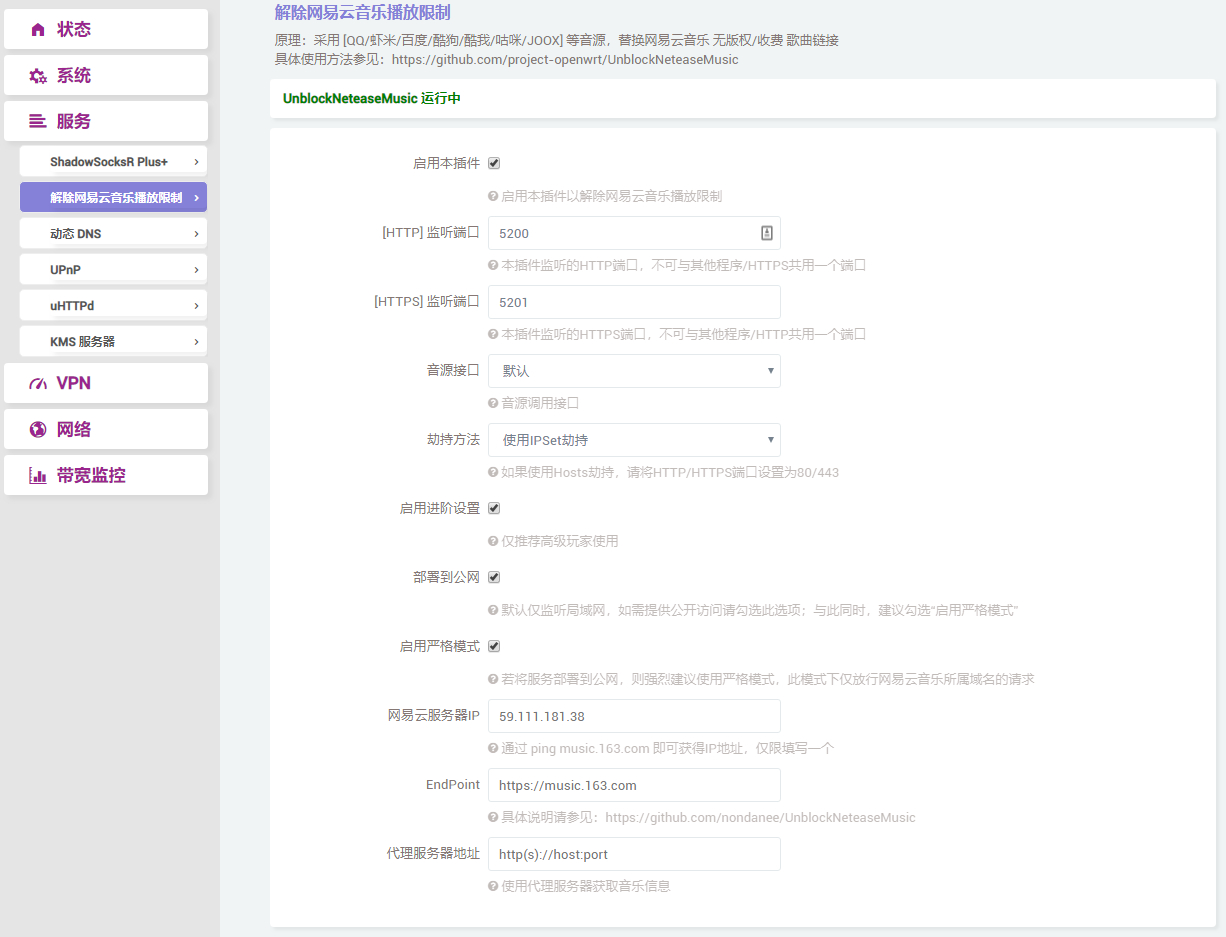 状态
系统
服务
ShadowSocksR Plus+
解除网易云音乐播放限制
动态 DNS
UPnP
uHTTPd
KMS 服务器
VPN
网络
带宽监控
解除网易云音乐播放限制
原理：采用 [QQ/虾米/百度/酷狗/酷我/咕咪/JOOX] 等音源，替换网易云音乐 无版权/收费 歌曲链接
具体使用方法参见：https://github.com/project-openwrt/UnblockNeteaseMusic
UnblockNeteaseMusic 运行中
启用本插件
启用本插件以解除网易云音乐播放限制
[HTTP] 监听端口 5200
本插件监听的HTTP端口，不可与其他程序/HTTPS共用一个端口
[HTTPS] 监听端口 5201
本插件监听的HTTPS端口，不可与其他程序/HTTP共用一个端口
音源接口 默认
音源调用接口
劫持方法 使用IPSet劫持
如果使用Hosts劫持，请将HTTP/HTTPS端口设置为80/443
启用进阶设置
仅推荐高级玩家使用
部署到公网
默认仅监听局域网，如需提供公开访问请勾选此选项；与此同时，建议勾选“启用严格模式”
启用严格模式
若将服务部署到公网，则强烈建议使用严格模式，此模式下仅放行网易云音乐所属域名的请求
网易云服务器IP 59.111.181.38
通过 ping music.163.com 即可获得IP地址，仅限填写一个
EndPoint https://music.163.com
具体说明请参见：https://github.com/nondanee/UnblockNeteaseMusic
代理服务器地址 http(s)://host:port
使用代理服务器获取音乐信息